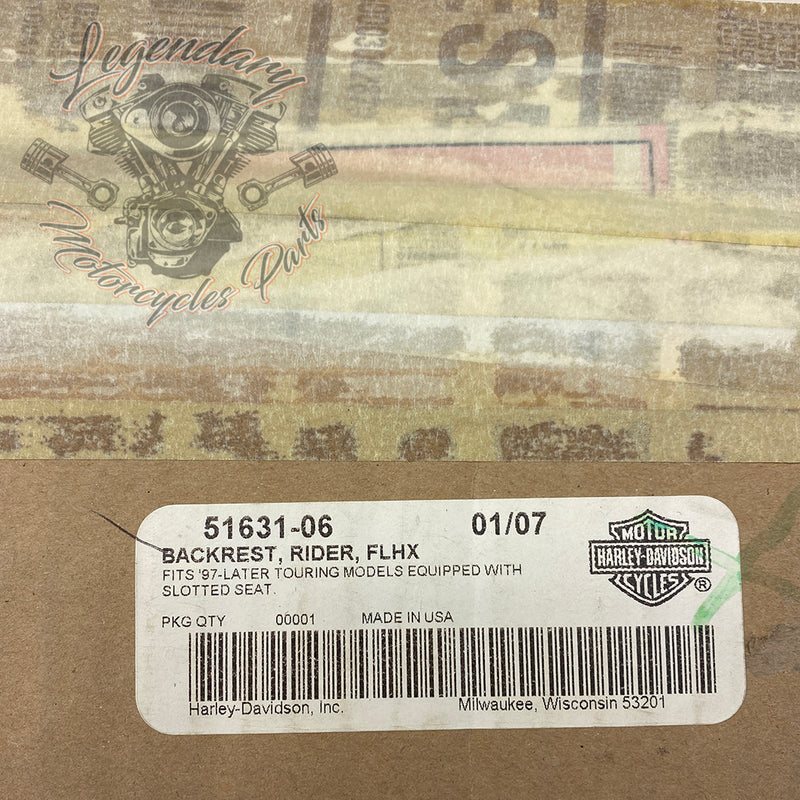 Legendary
Motorcycles Parts
51631-06 01/07
BACKREST, RIDER, FLHX
FITS '97-LATER TOURING MODELS EQUIPPED WITH
SLOTTED SEAT.
PKG QTY 00001 MADE IN USA
Harley-Davidson, Inc. Milwaukee, Wisconsin 53201
MOTOR
HARLEY-DAVIDSON
CYCLES ®